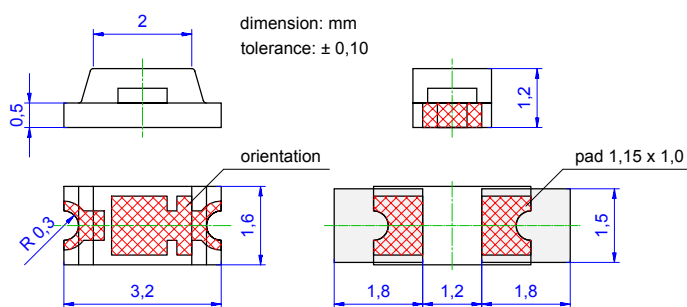 2
dimension: mm
tolerance: ± 0,10
0,5
1,2
orientation
pad 1,15 x 1,0
R 0,3
1,6
1,5
3,2
1,8
1,2
1,8